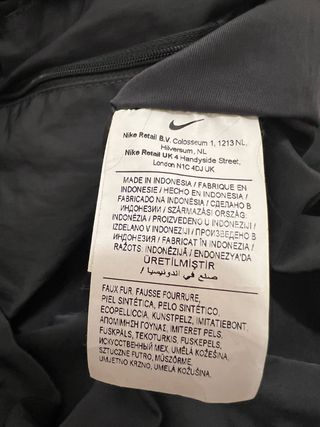 Nike Retail B.V. Colosseum 1, 1213 NL,
Hilversum, NL
Nike Retail UK 4 Handyside Street,
London N1C 4DJ UK
MADE IN INDONESIA / FABRIQUE EN
INDONESIE / HECHO EN INDONESIA /
FABRICADO NA INDONÉSIA / СДЕЛАНО В
ИНДОНЕЗИИ / SZÁRMAZÁSI ORSZÁG:
INDONÉZIA / PROIZVEDENO U INDONEZIJI /
IZDELANO V INDONEZIJI / ПРОИЗВЕДЕНО В
ИНДОНЕЗИЯ / FABRICAT ÎN INDONEZIA /
RAŽOTS: INDONĒZIJĀ / ENDONEZYA'DA
ÜRETİLMİŞTİR
صنع في اندونيسيا /
FAUX FUR, FAUSSE FOURRURE,
PIEL SINTÉTICA, PELO SINTÉTICO,
ECOPELLICCIA, KUNSTPELZ, IMITATIEBONT,
ΑΠΟΜΙΜΗΣΗ ΓΟΥΝΑΣ, IMITERET PELS,
FUSKPÄLS, TEKOTURKIS, FUSKEPELS,
ИСКУССТВЕННЫЙ МЕХ, UMĚLÁ KOŽEŠINA,
SZTUCZNE FUTRO, MŰSZŐRME,
UMJETNO KRZNO, UMELÁ KOŽUŠINA,